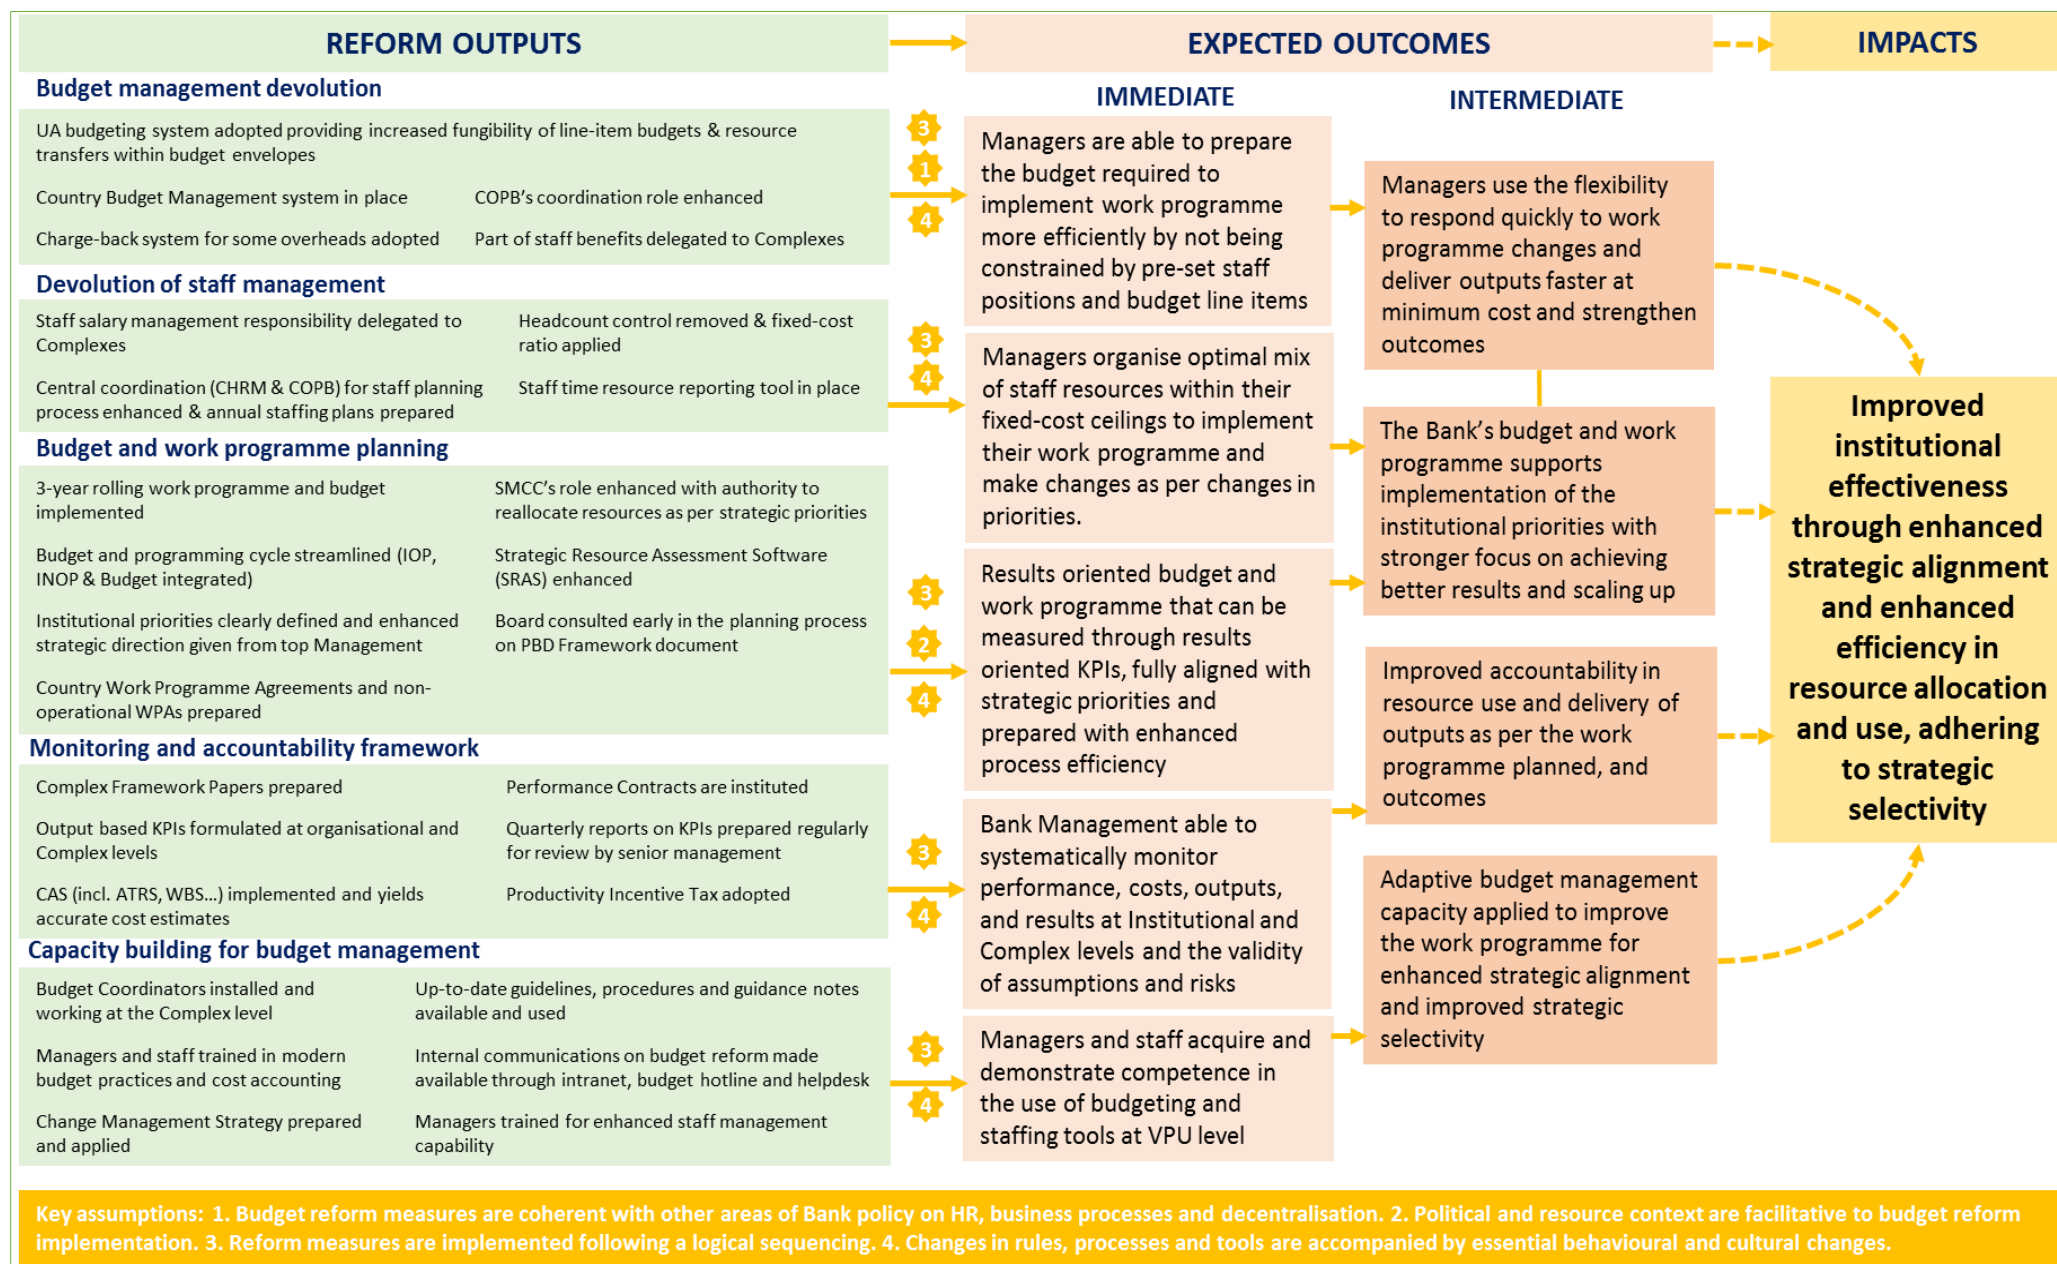 REFORM OUTPUTS
EXPECTED OUTCOMES
IMPACTS
IMMEDIATE
INTERMEDIATE
Budget management devolution
UA budgeting system adopted providing increased fungibility of line-item budgets & resource
transfers within budget envelopes
Country Budget Management system in place
COPB's coordination role enhanced
Charge-back system for some overheads adopted
Part of staff benefits delegated to Complexes
3
1
4
Devolution of staff management
Staff salary management responsibility delegated to
Complexes
Headcount control removed & fixed-cost
ratio applied
Central coordination (CHRM & COPB) for staff planning
process enhanced & annual staffing plans prepared
Staff time resource reporting tool in place
3
4
Budget and work programme planning
3-year rolling work programme and budget
implemented
SMCC's role enhanced with authority to
reallocate resources as per strategic priorities
Budget and programming cycle streamlined (IOP,
INOP & Budget integrated)
Strategic Resource Assessment Software
(SRAS) enhanced
Institutional priorities clearly defined and enhanced
strategic direction given from top Management
Board consulted early in the planning process
on PBD Framework document
Country Work Programme Agreements and non-
operational WPAs prepared
3
2
4
Monitoring and accountability framework
Complex Framework Papers prepared
Performance Contracts are instituted
Output based KPIs formulated at organisational and
Complex levels
Quarterly reports on KPIs prepared regularly
for review by senior management
CAS (incl. ATRS, WBS...) implemented and yields
accurate cost estimates
Productivity Incentive Tax adopted
3
4
Capacity building for budget management
Budget Coordinators installed and
working at the Complex level
Up-to-date guidelines, procedures and guidance notes
available and used
Managers and staff trained in modern
budget practices and cost accounting
Internal communications on budget reform made
available through intranet, budget hotline and helpdesk
Change Management Strategy prepared
and applied
Managers trained for enhanced staff management
capability
3
4
Managers are able to prepare
the budget required to
implement work programme
more efficiently by not being
constrained by pre-set staff
positions and budget line items
Managers organise optimal mix
of staff resources within their
fixed-cost ceilings to implement
their work programme and
make changes as per changes in
priorities.
Results oriented budget and
work programme that can be
measured through results
oriented KPIs, fully aligned with
strategic priorities and
prepared with enhanced
process efficiency
Bank Management able to
systematically monitor
performance, costs, outputs,
and results at Institutional and
Complex levels and the validity
of assumptions and risks
Managers and staff acquire and
demonstrate competence in
the use of budgeting and
staffing tools at VPU level
Managers use the flexibility
to respond quickly to work
programme changes and
deliver outputs faster at
minimum cost and strengthen
outcomes
The Bank's budget and work
programme supports
implementation of the
institutional priorities with
stronger focus on achieving
better results and scaling up
Improved accountability in
resource use and delivery of
outputs as per the work
programme planned, and
outcomes
Adaptive budget management
capacity applied to improve
the work programme for
enhanced strategic alignment
and improved strategic
selectivity
Improved
institutional
effectiveness
through enhanced
strategic alignment
and enhanced
efficiency in
resource allocation
and use, adhering
to strategic
selectivity
Key assumptions: 1. Budget reform measures are coherent with other areas of Bank policy on HR, business processes and decentralisation. 2. Political and resource context are facilitative to budget reform
implementation. 3. Reform measures are implemented following a logical sequencing. 4. Changes in rules, processes and tools are accompanied by essential behavioural and cultural changes.